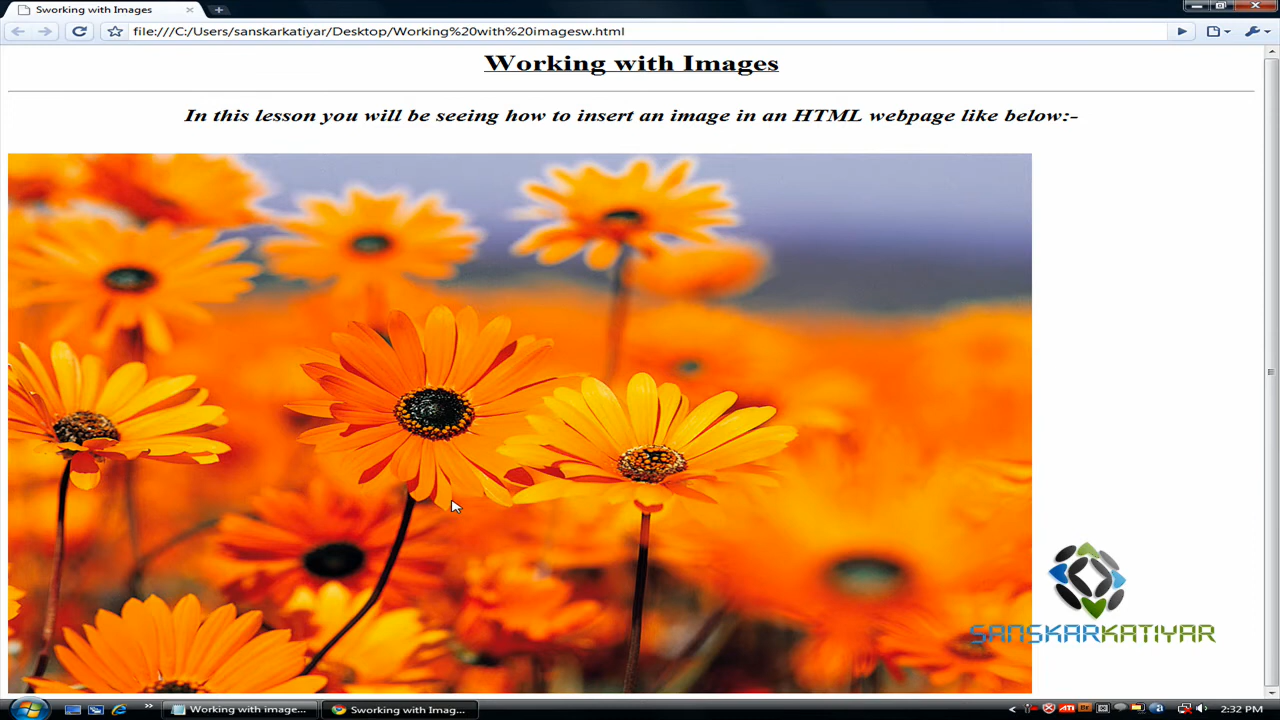 Sworking with Images
file:///C:/Users/sanskarkatiyar/Desktop/Working%20with%20imagesw.html
Working with Images
In this lesson you will be seeing how to insert an image in an HTML webpage like below:-
SANSKARKATIYAR
Working with image...
Sworking with Imag...
ATI
2:32 PM